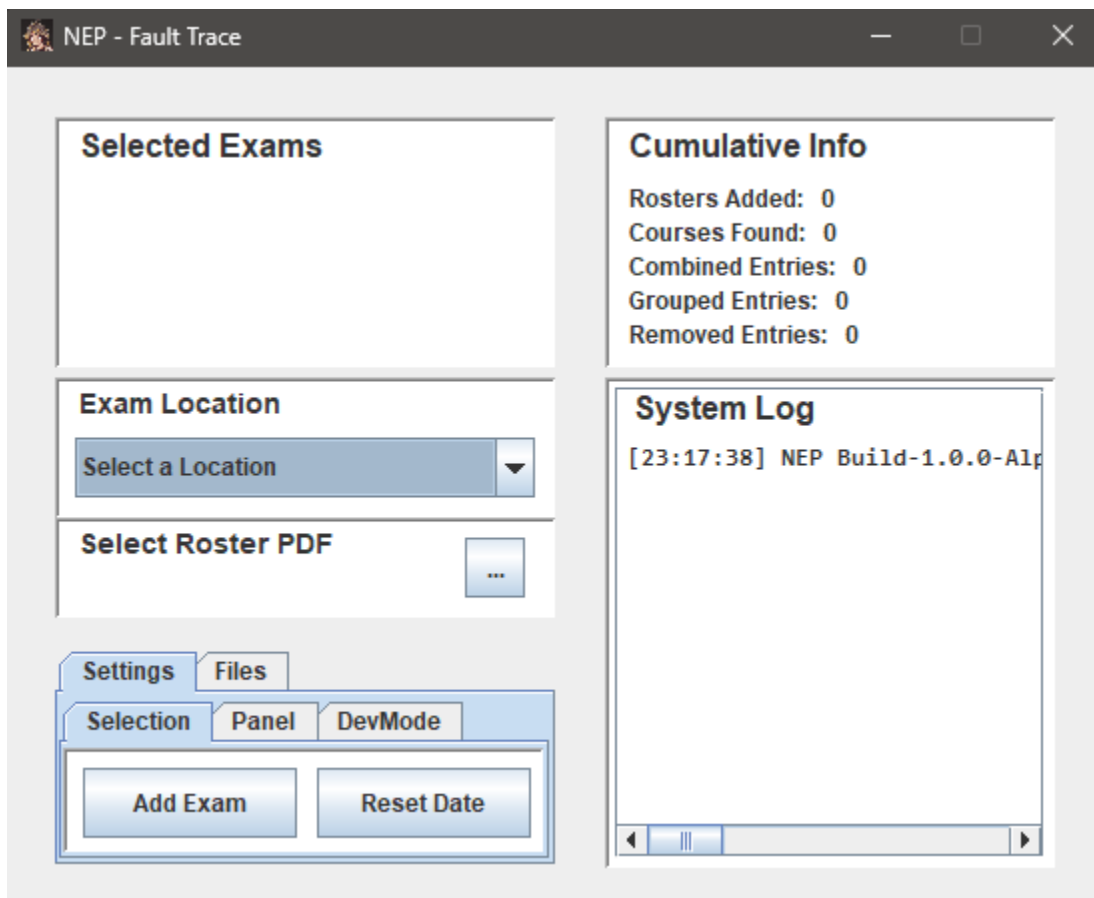 NEP - Fault Trace
Selected Exams
Cumulative Info
Rosters Added: 0
Courses Found: 0
Combined Entries: 0
Grouped Entries: 0
Removed Entries: 0
Exam Location
Select a Location
Select Roster PDF
...
System Log
[23:17:38] NEP Build-1.0.0-Alp
Settings Files
Selection Panel DevMode
Add Exam Reset Date